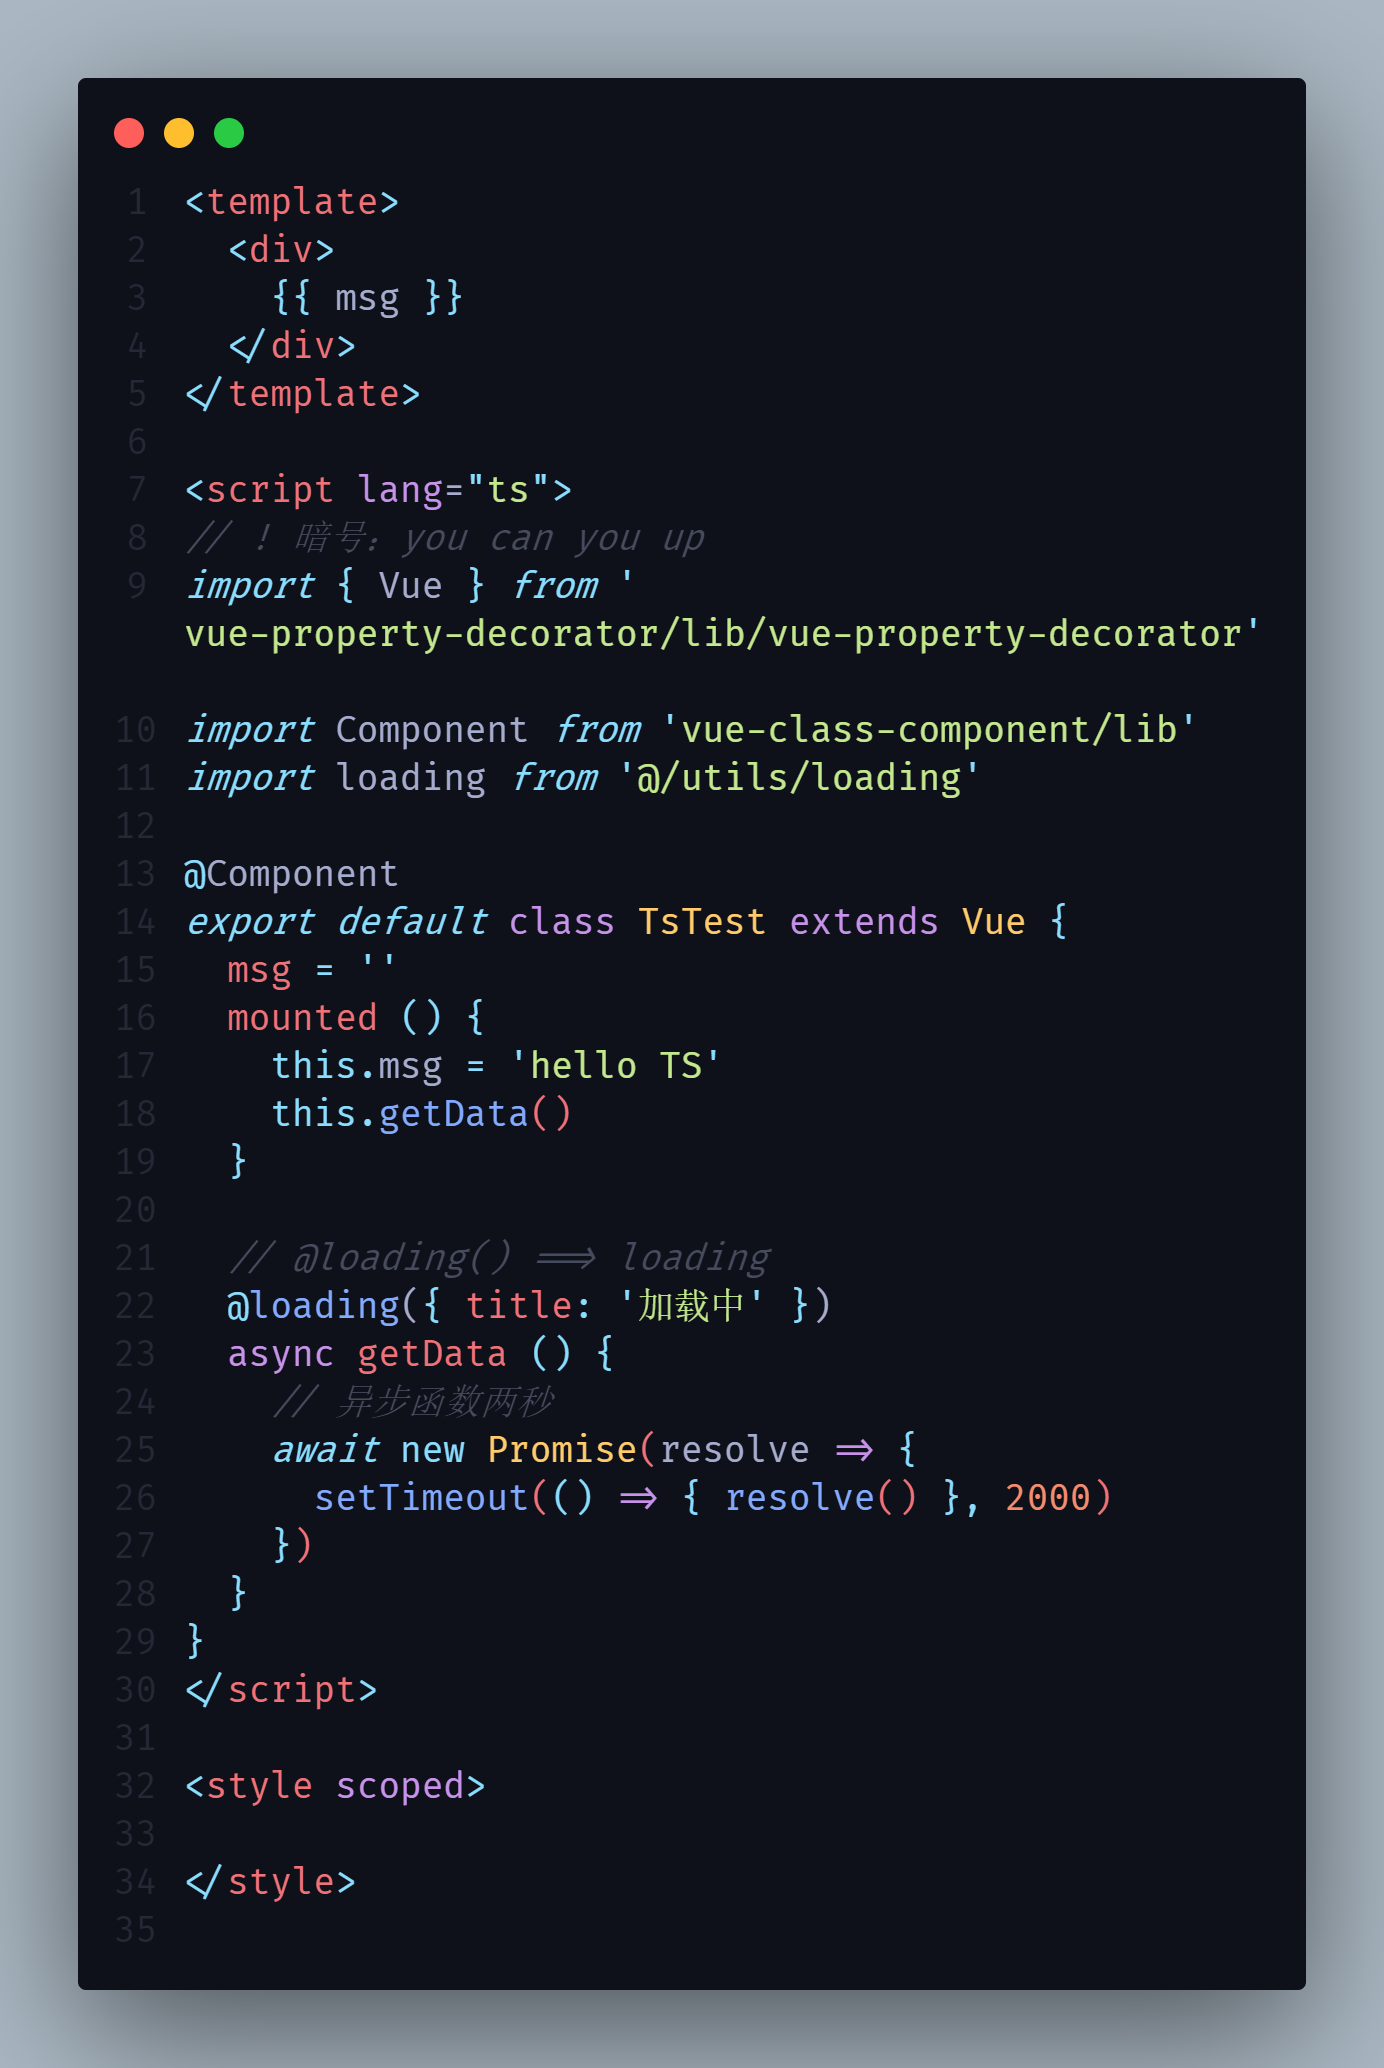 1 <template>
2   <div>
3     {{ msg }}
4   </div>
5 </template>
6
7 <script lang="ts">
8 // ! 暗号：you can you up
9 import { Vue } from '
vue-property-decorator/lib/vue-property-decorator'
10 import Component from 'vue-class-component/lib'
11 import loading from '@/utils/loading'
12
13 @Component
14 export default class TsTest extends Vue {
15   msg = ''
16   mounted () {
17     this.msg = 'hello TS'
18     this.getData()
19   }
20
21   // @loading() ==> loading
22   @loading({ title: '加载中' })
23   async getData () {
24     // 异步函数两秒
25     await new Promise(resolve => {
26       setTimeout(() => { resolve() }, 2000)
27     })
28   }
29 }
30 </script>
31
32 <style scoped>
33
34 </style>
35